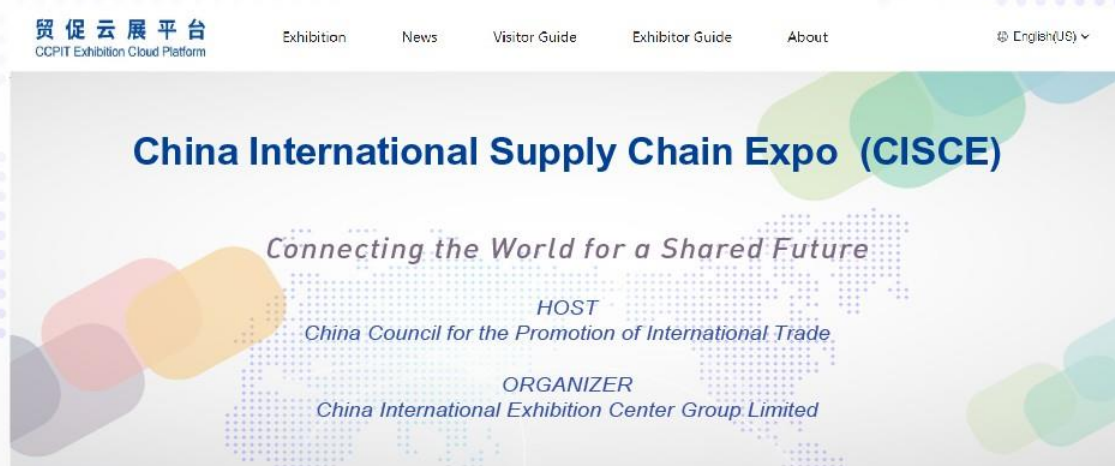 贸促云展平台
CCPIT Exhibition Cloud Platform
Exhibition News Visitor Guide Exhibitor Guide About English(US)
China International Supply Chain Expo (CISCE)
Connecting the World for a Shared Future
HOST
China Council for the Promotion of International Trade
ORGANIZER
China International Exhibition Center Group Limited